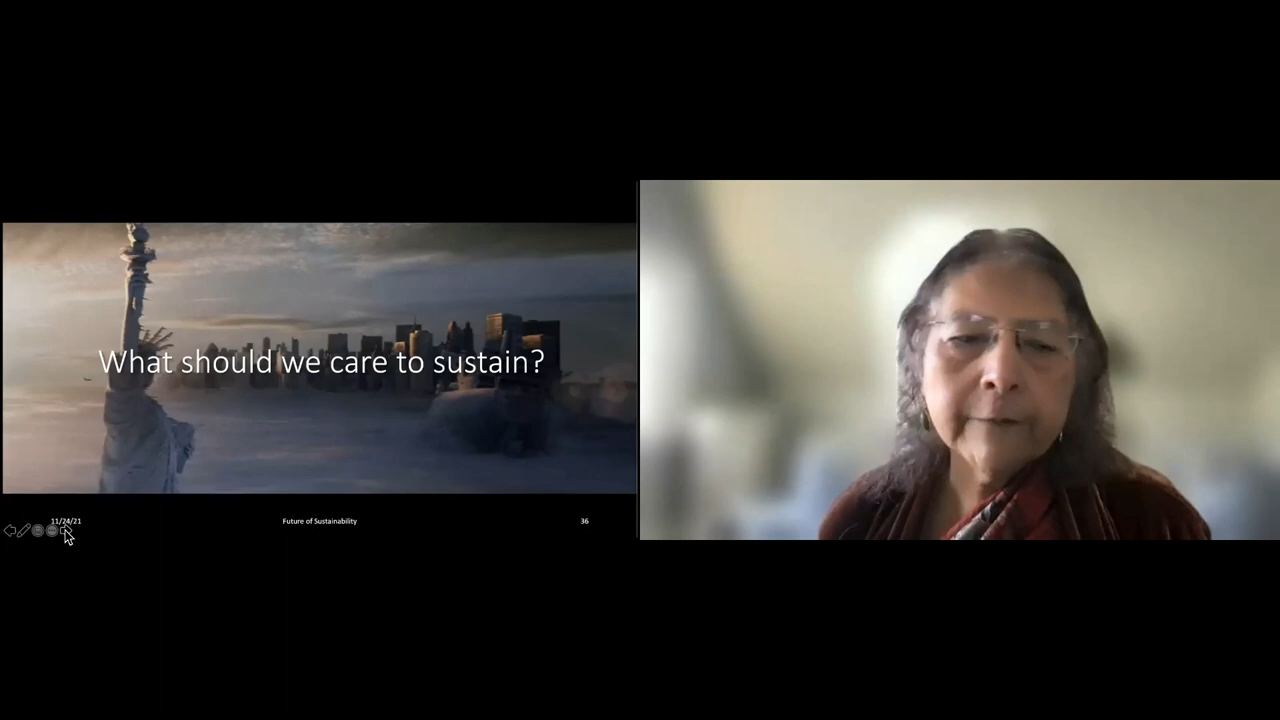 What should we care to sustain?
11/24/21
Future of Sustainability
36